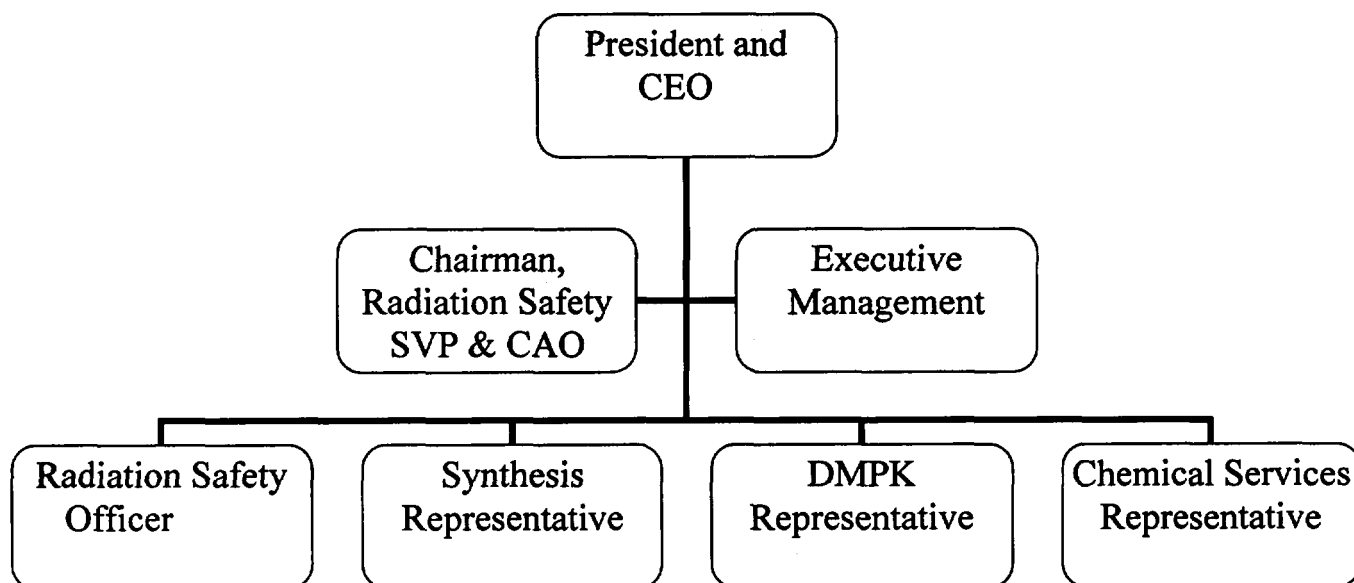 President and
CEO
Chairman,
Radiation Safety
SVP & CAO
Executive
Management
Radiation Safety
Officer
Synthesis
Representative
DMPK
Representative
Chemical Services
Representative